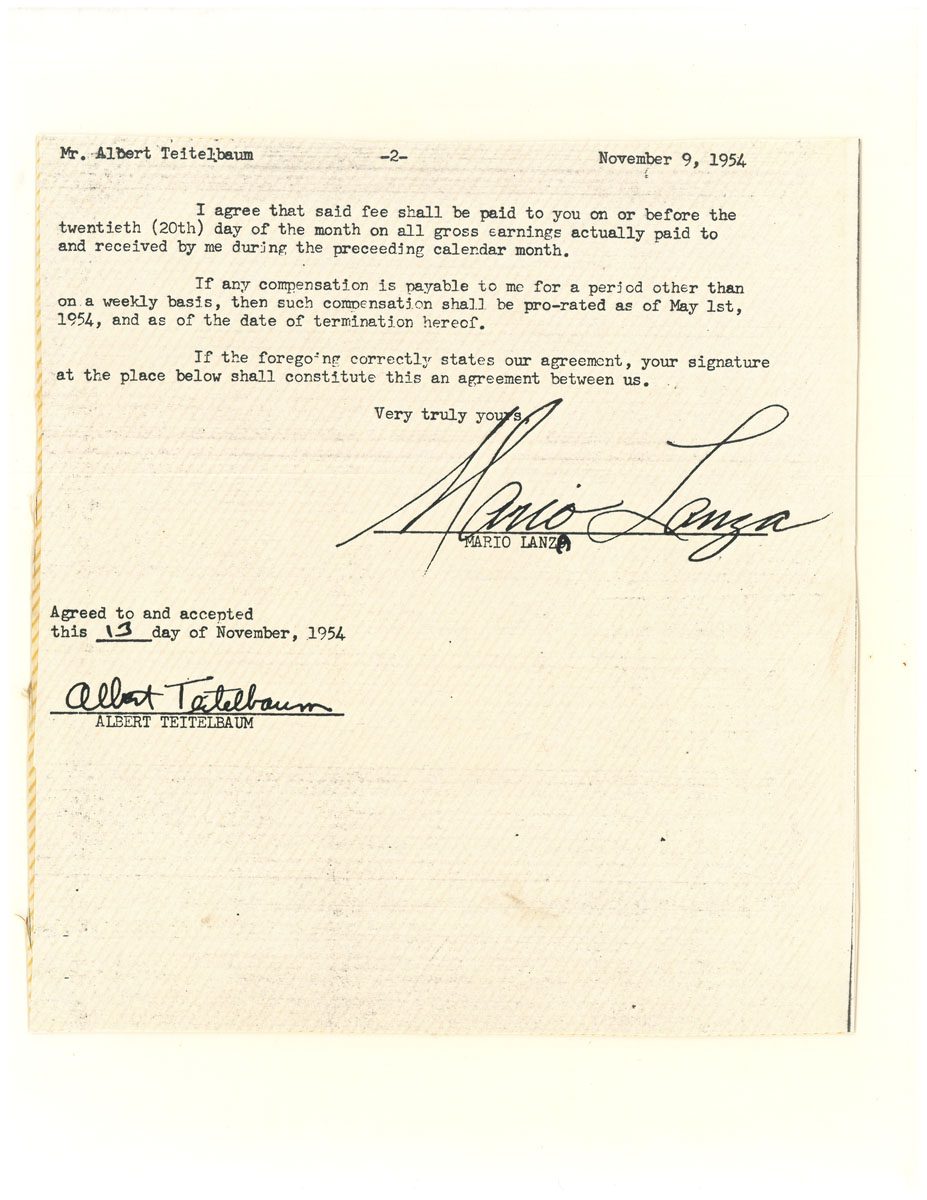 Mr. Albert Teitelbaum -2- November 9, 1954
I agree that said fee shall be paid to you on or before the
twentieth (20th) day of the month on all gross earnings actually paid to
and received by me during the preceeding calendar month.
If any compensation is payable to me for a period other than
on a weekly basis, then such compensation shall be pro-rated as of May 1st,
1954, and as of the date of termination hereof.
If the foregoing correctly states our agreement, your signature
at the place below shall constitute this an agreement between us.
Very truly yours,
Mario Lanza
MARIO LANZA
Agreed to and accepted
this 13 day of November, 1954
Albert Teitelbaum
ALBERT TEITELBAUM